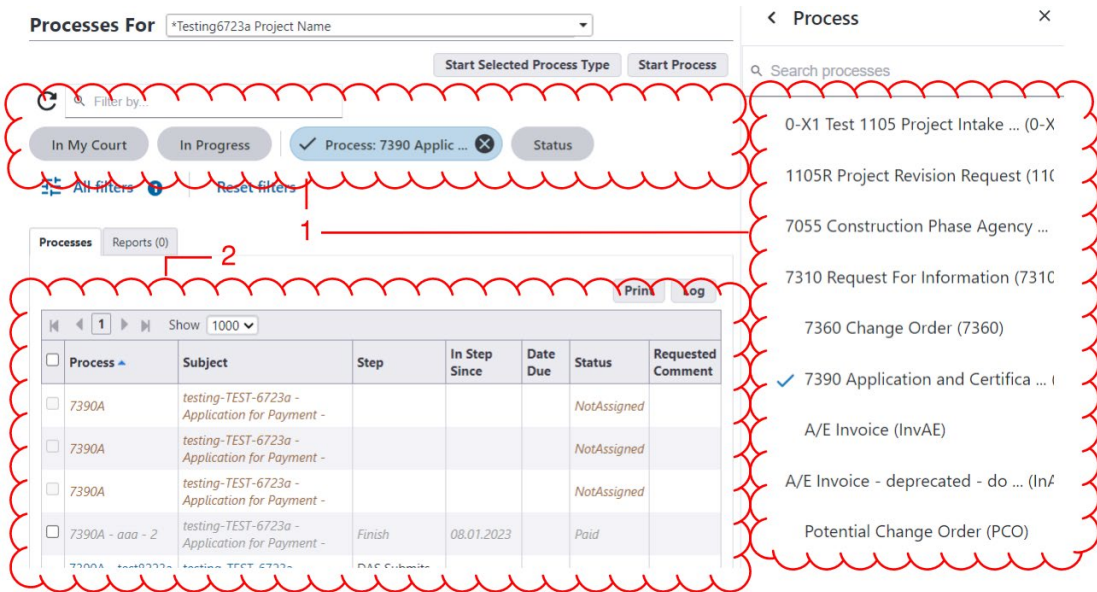 Processes For *Testing6723a Project Name
Start Selected Process Type Start Process
Filter by...
In My Court In Progress Process: 7390 Applic ... Status
All filters Reset filters
1
Processes Reports (0)
2
Print Log
1 Show 1000
Process Subject Step In Step Since Date Due Status Requested Comment
7390A testing-TEST-6723a - NotAssigned
Application for Payment -
7390A testing-TEST-6723a - NotAssigned
Application for Payment -
7390A testing-TEST-6723a - NotAssigned
Application for Payment -
7390A - aaa - 2 testing-TEST-6723a - Finish 08.01.2023 Paid
Application for Payment -
testing-TEST-6723a DAS Submits
Process
Search processes
0-X1 Test 1105 Project Intake ... (0-X
1105R Project Revision Request (110
7055 Construction Phase Agency ...
7310 Request For Information (7310
7360 Change Order (7360)
7390 Application and Certifica ... (
A/E Invoice (InvAE)
A/E Invoice - deprecated - do ... (InA
Potential Change Order (PCO)